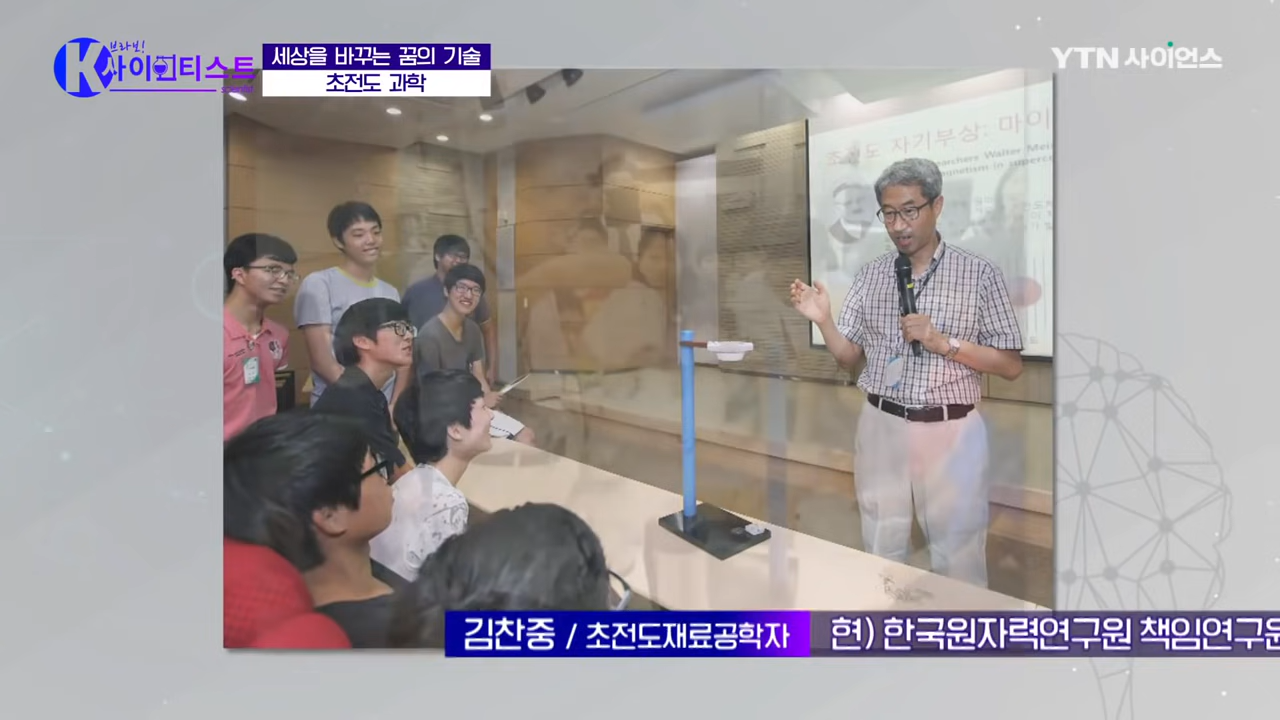 브라보!
K사이언티스트
scientist
세상을 바꾸는 꿈의 기술
초전도 과학
YTN 사이언스
초전도 자기부상: 마이
김찬중 / 초전도재료공학자
현) 한국원자력연구원 책임연구원